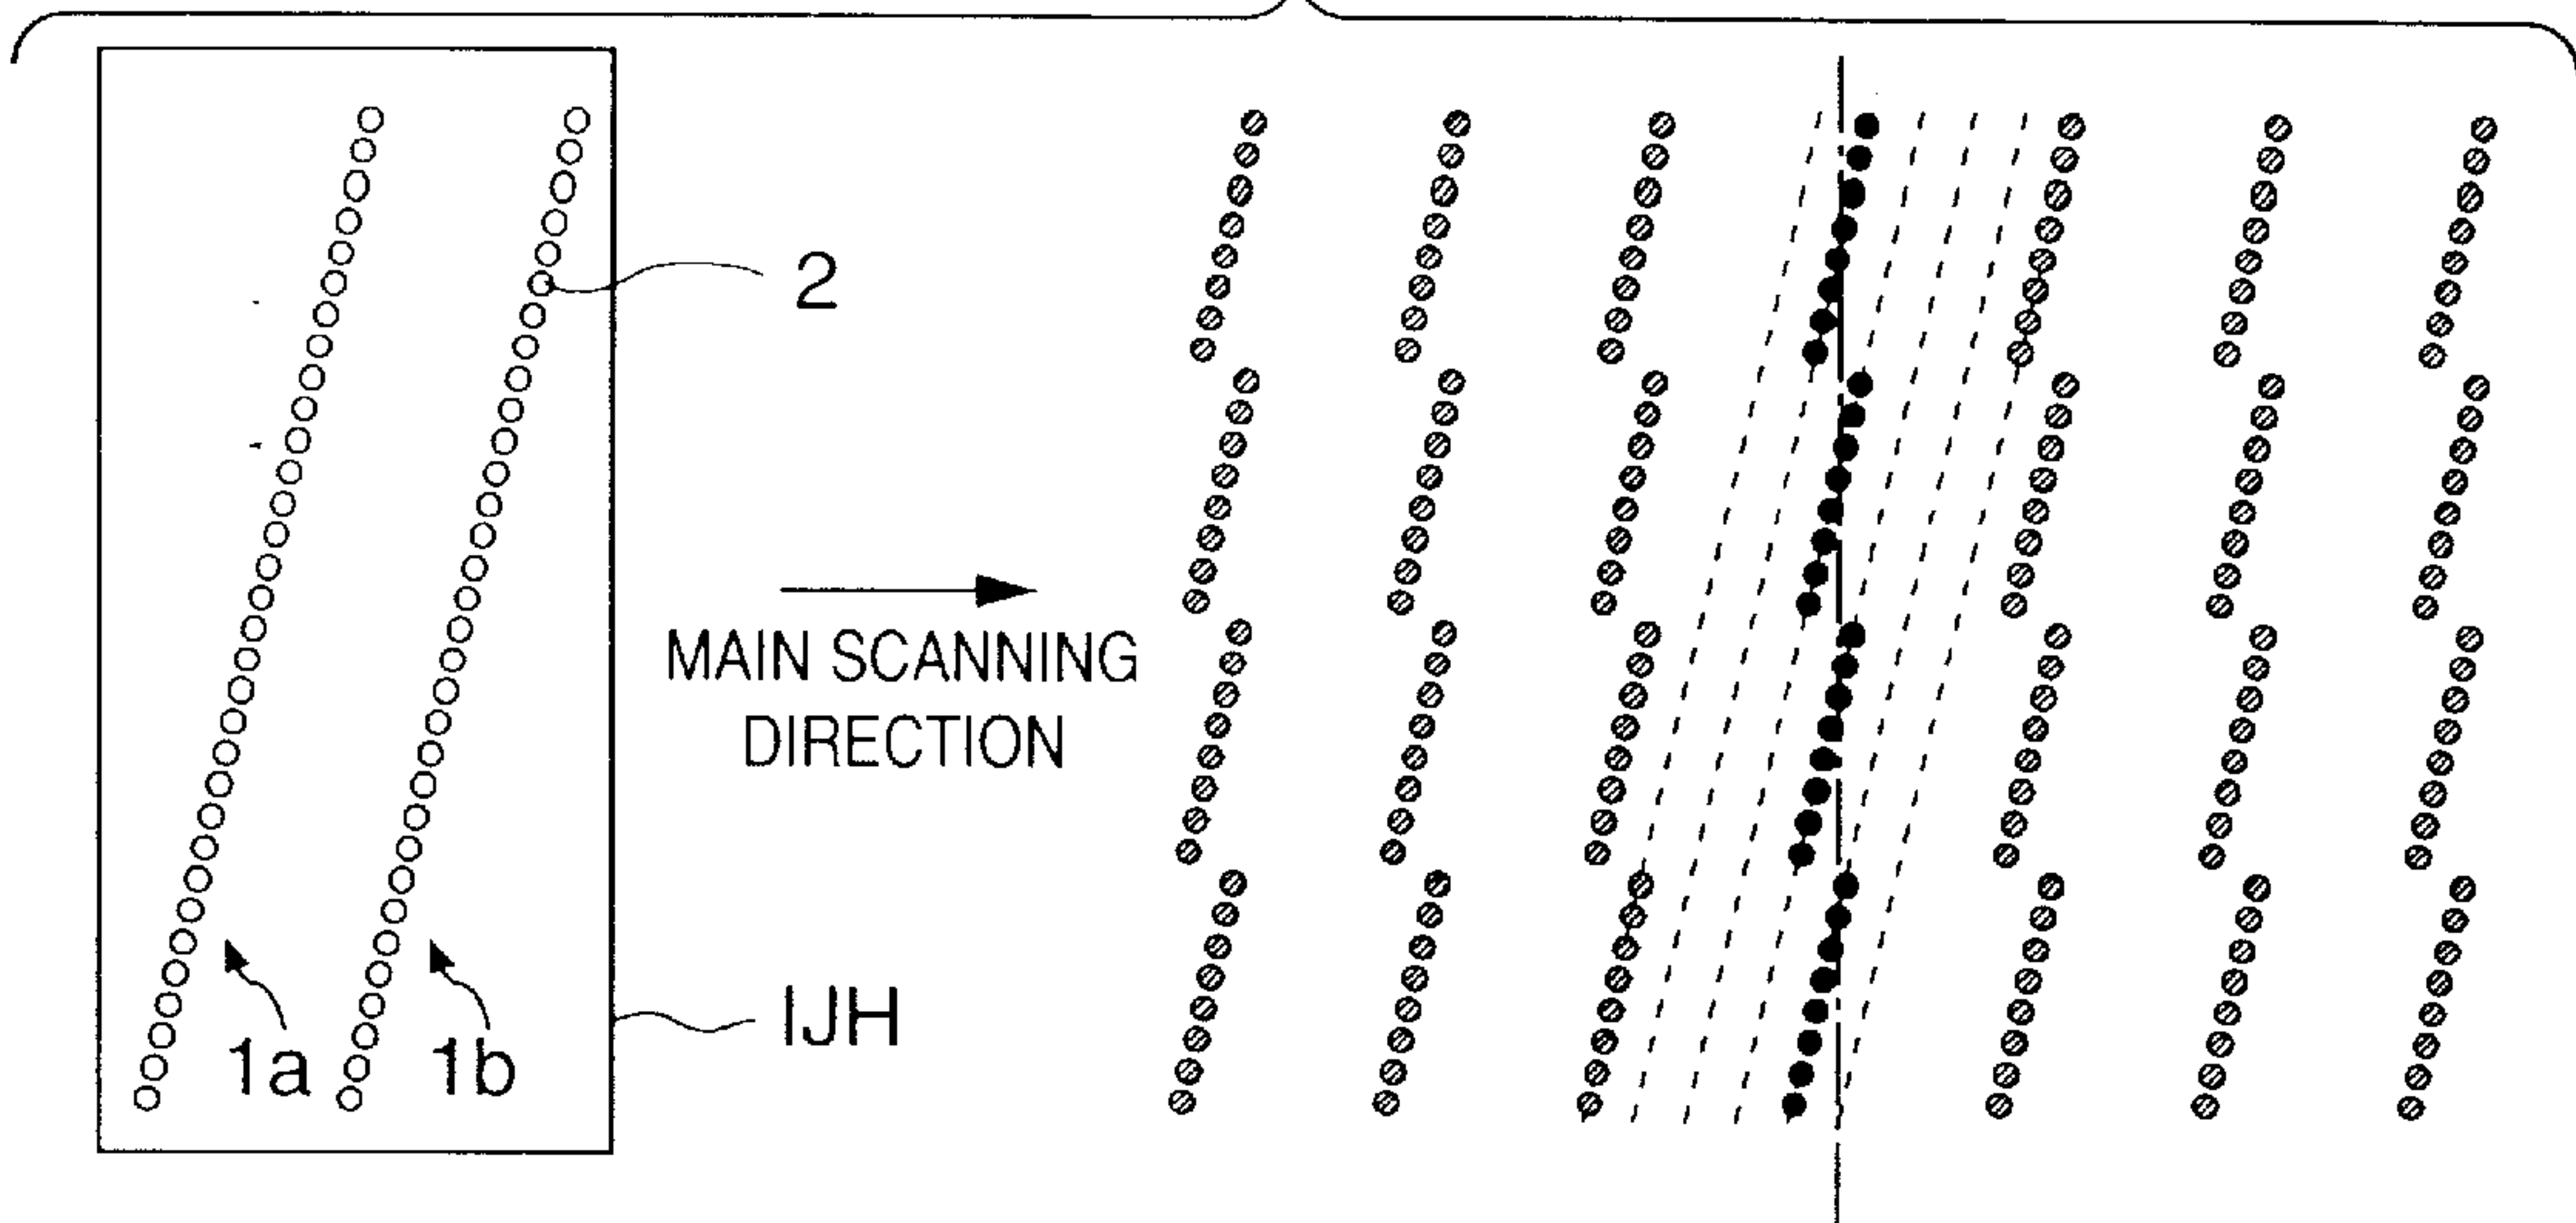 2
MAIN SCANNING
DIRECTION
IJH
1a
1b